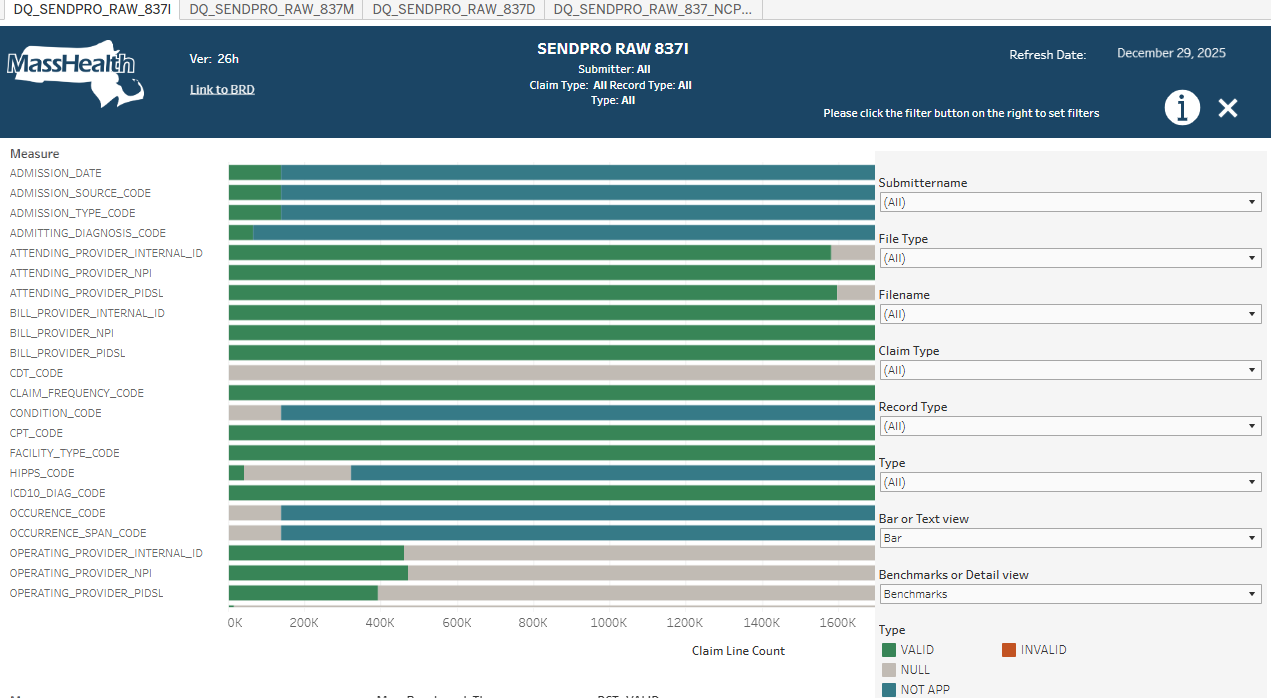 DQ_SENDPRO_RAW_837I DQ_SENDPRO_RAW_837M DQ_SENDPRO_RAW_837D DQ_SENDPRO_RAW_837_NCP...
MassHealth
Ver: 26h
Link to BRD
SENDPRO RAW 837I
Submitter: All
Claim Type: All Record Type: All
Type: All
Refresh Date: December 29, 2025
Please click the filter button on the right to set filters
Measure
ADMISSION_DATE
ADMISSION_SOURCE_CODE
ADMISSION_TYPE_CODE
ADMITTING_DIAGNOSIS_CODE
ATTENDING_PROVIDER_INTERNAL_ID
ATTENDING_PROVIDER_NPI
ATTENDING_PROVIDER_PIDSL
BILL_PROVIDER_INTERNAL_ID
BILL_PROVIDER_NPI
BILL_PROVIDER_PIDSL
CDT_CODE
CLAIM_FREQUENCY_CODE
CONDITION_CODE
CPT_CODE
FACILITY_TYPE_CODE
HIPPS_CODE
ICD10_DIAG_CODE
OCCURENCE_CODE
OCCURRENCE_SPAN_CODE
OPERATING_PROVIDER_INTERNAL_ID
OPERATING_PROVIDER_NPI
OPERATING_PROVIDER_PIDSL
0K 200K 400K 600K 800K 1000K 1200K 1400K 1600K
Claim Line Count
Submittername
(All)
File Type
(All)
Filename
(All)
Claim Type
(All)
Record Type
(All)
Type
(All)
Bar or Text view
Bar
Benchmarks or Detail view
Benchmarks
Type
VALID INVALID
NULL
NOT APP